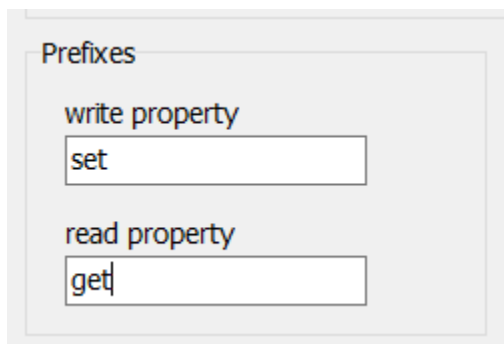 Prefixes
write property
set
read property
get